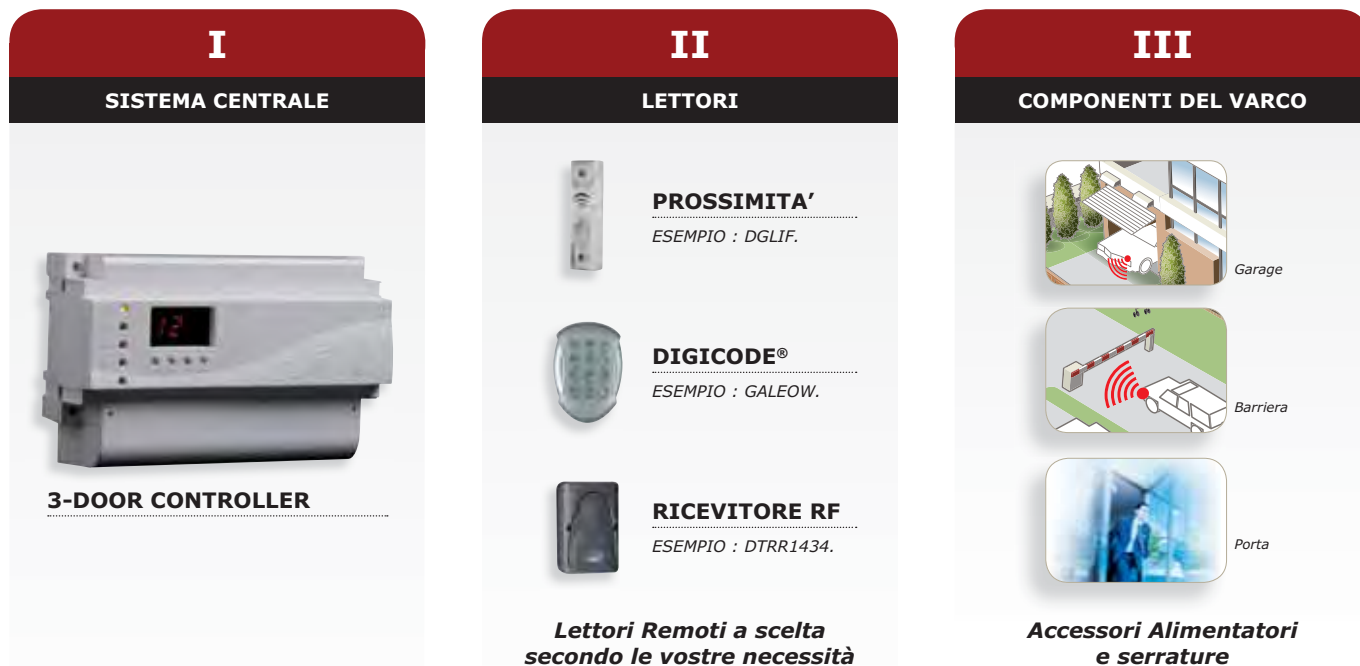 I
SISTEMA CENTRALE
12
3-DOOR CONTROLLER
II
LETTORI
PROSSIMITA’
ESEMPIO : DGLIF.
DIGICODE®
ESEMPIO : GALEOW.
RICEVITORE RF
ESEMPIO : DTRR1434.
Lettori Remoti a scelta
secondo le vostre necessità
III
COMPONENTI DEL VARCO
Garage
Barriera
Porta
Accessori Alimentatori
e serrature